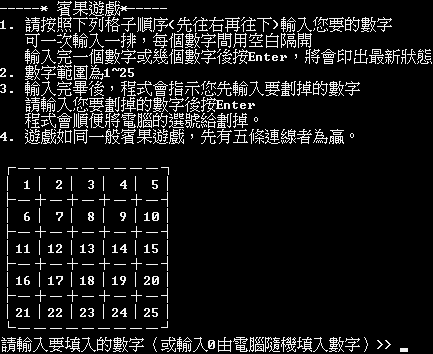 -----* 賓果遊戲*-----
1. 請按照下列格子順序(先往右再往下)輸入您要的數字
可一次輸入一排，每個數字間用空白隔開
輸入完一個數字或幾個數字後按Enter，將會印出最新狀態
2. 數字範圍為1~25
3. 輸入完畢後，程式會指示您先輸入要劃掉的數字
請輸入您要劃掉的數字後按Enter
程式會順便將電腦的選號給劃掉。
4. 遊戲如同一般賓果遊戲，先有五條連線者為贏。
1 2 3 4 5
6 7 8 9 10
11 12 13 14 15
16 17 18 19 20
21 22 23 24 25
請輸入要填入的數字（或輸入0由電腦隨機填入數字）>> _